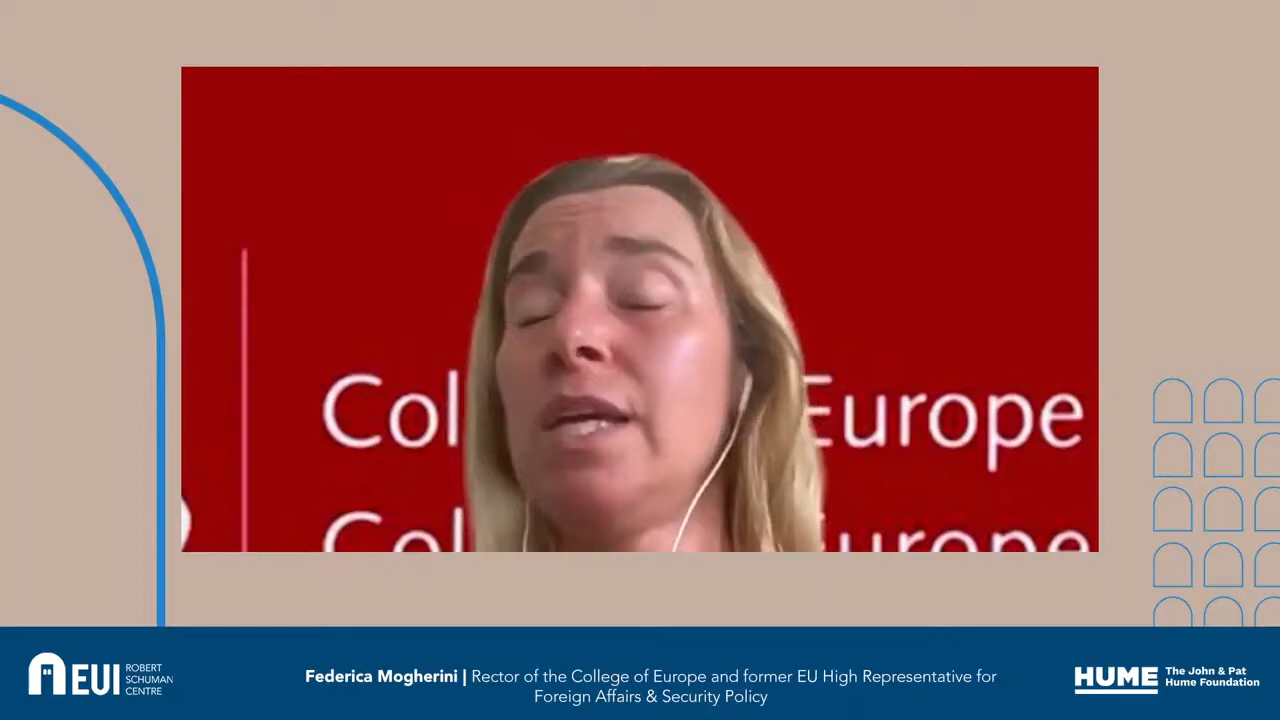 Col Europe
Col urope
EUI ROBERT
SCHUMAN
CENTRE
Federica Mogherini | Rector of the College of Europe and former EU High Representative for
Foreign Affairs & Security Policy
HUME The John & Pat
Hume Foundation